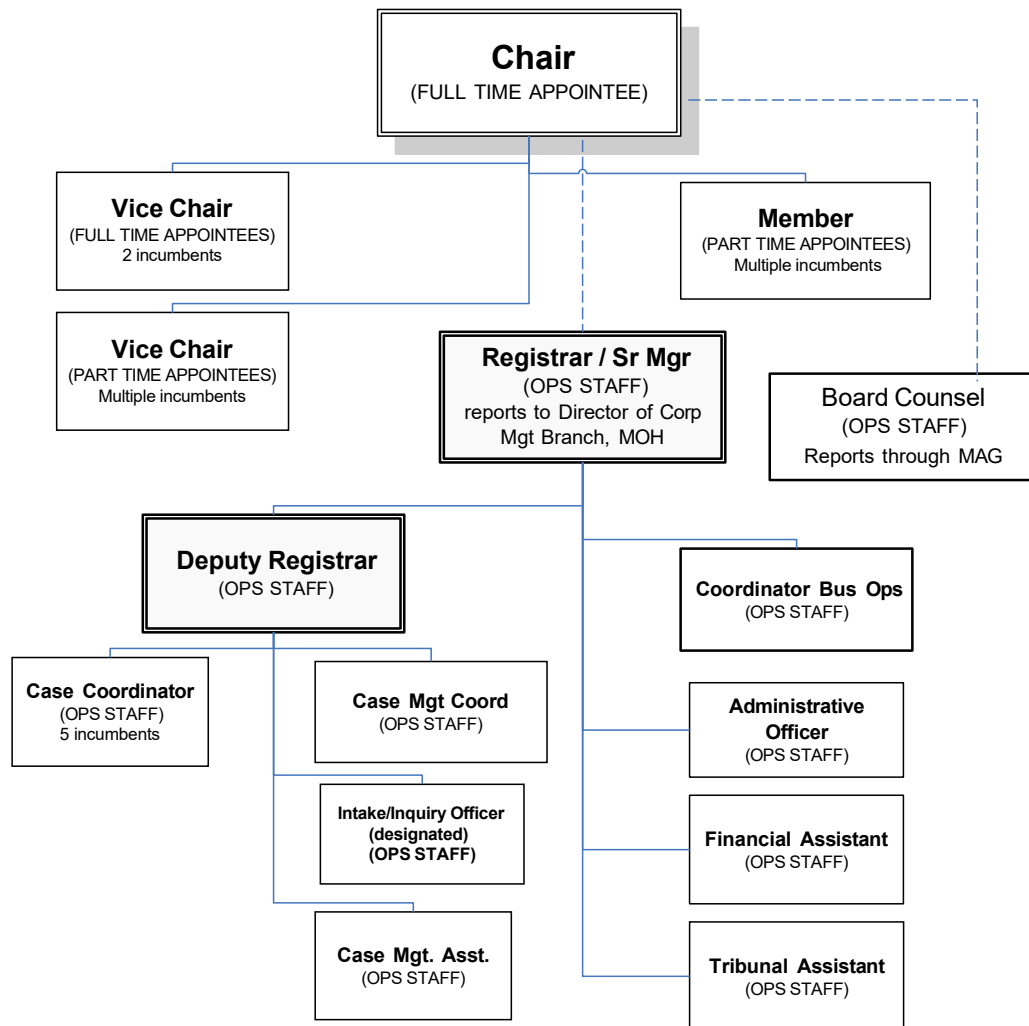 Chair
(FULL TIME APPOINTEE)
Vice Chair
(FULL TIME APPOINTEES)
2 incumbents
Member
(PART TIME APPOINTEES)
Multiple incumbents
Vice Chair
(PART TIME APPOINTEES)
Multiple incumbents
Registrar / Sr Mgr
(OPS STAFF)
reports to Director of Corp
Mgt Branch, MOH
Board Counsel
(OPS STAFF)
Reports through MAG
Deputy Registrar
(OPS STAFF)
Coordinator Bus Ops
(OPS STAFF)
Case Coordinator
(OPS STAFF)
5 incumbents
Case Mgt Coord
(OPS STAFF)
Administrative
Officer
(OPS STAFF)
Intake/Inquiry Officer
(designated)
(OPS STAFF)
Financial Assistant
(OPS STAFF)
Case Mgt. Asst.
(OPS STAFF)
Tribunal Assistant
(OPS STAFF)